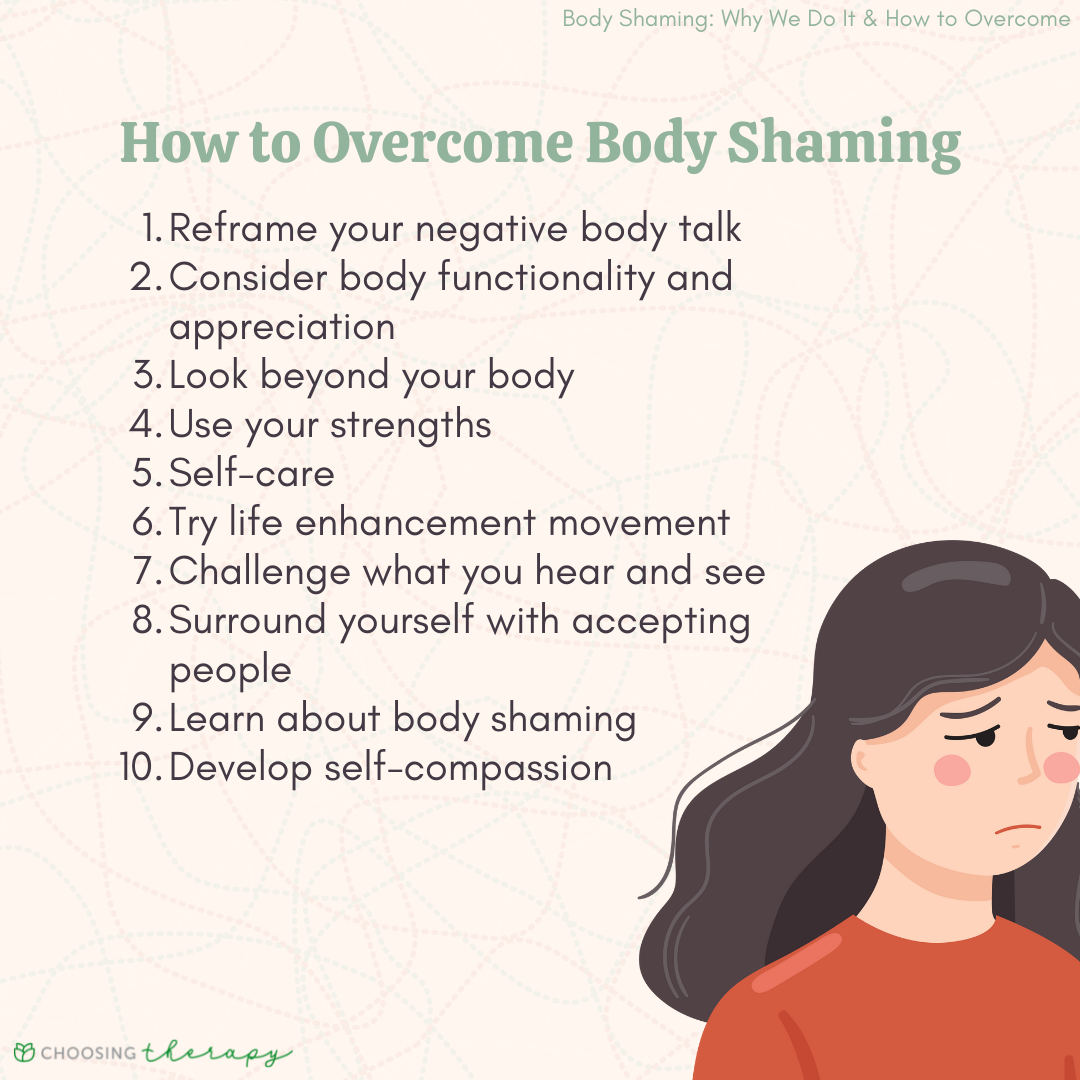 Body Shaming: Why We Do It & How to Overcome
How to Overcome Body Shaming
1. Reframe your negative body talk
2. Consider body functionality and
appreciation
3. Look beyond your body
4. Use your strengths
5. Self-care
6. Try life enhancement movement
7. Challenge what you hear and see
8. Surround yourself with accepting
people
9. Learn about body shaming
10. Develop self-compassion
CHOOSING therapy